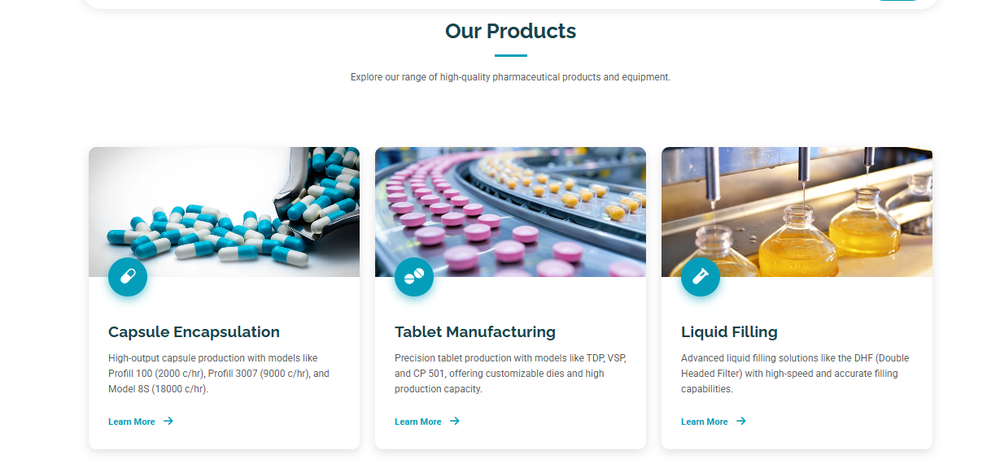 Our Products
Explore our range of high-quality pharmaceutical products and equipment.
Capsule Encapsulation
High-output capsule production with models like
Profill 100 (2000 c/hr), Profill 3007 (9000 c/hr), and
Model 8S (18000 c/hr).
Learn More
Tablet Manufacturing
Precision tablet production with models like TDP, VSP,
and CP 501, offering customizable dies and high
production capacity.
Learn More
Liquid Filling
Advanced liquid filling solutions like the DHF (Double
Headed Filter) with high-speed and accurate filling
capabilities.
Learn More